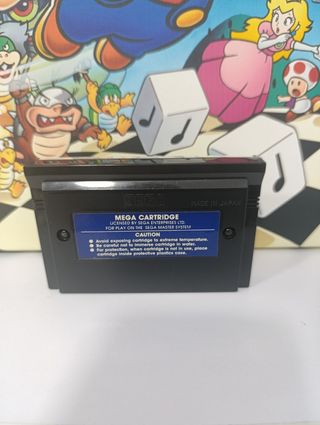 SEGA
MADE IN JAPAN
MEGA CARTRIDGE
LICENSED BY SEGA ENTERPRISES LTD.
FOR PLAY ON THE SEGA MASTER SYSTEM
CAUTION
● Avoid exposing cartridge to extreme temperature.
● Be careful not to immerse cartridge in water.
● For protection, when cartridge is not in use, place
cartridge inside protective plastics case.